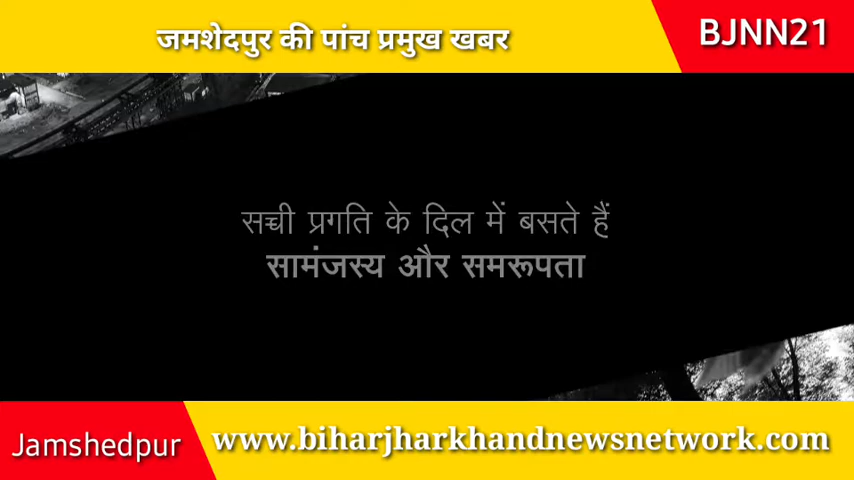 जमशेदपुर की पांच प्रमुख खबर
BJNN21
सच्ची प्रगति के दिल में बसते हैं
सामंजस्य और समरूपता
Jamshedpur
www.biharjharkhandnewsnetwork.com